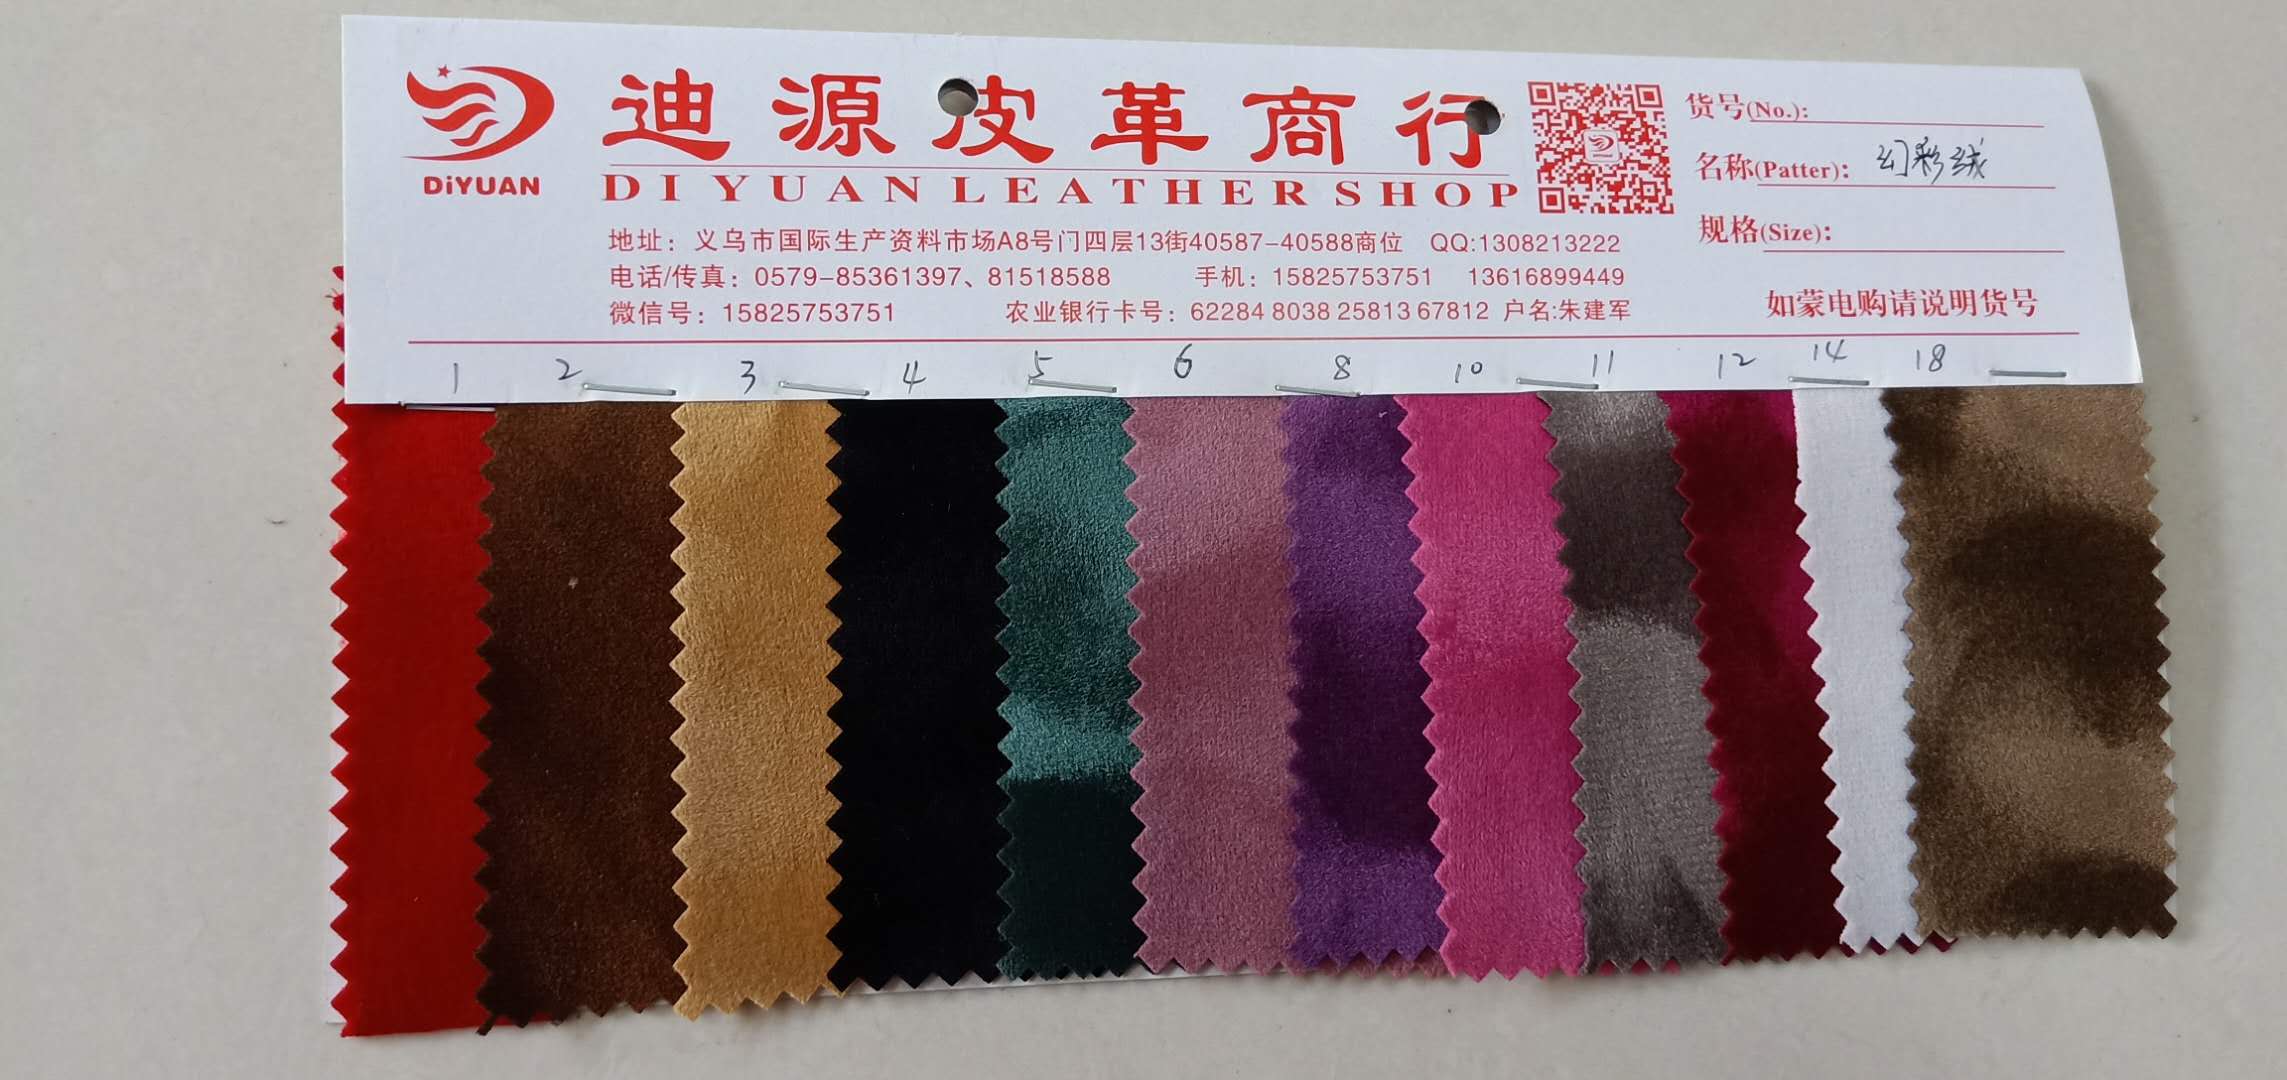 DiYUAN
迪源皮革商行
DIYUAN LEATHER SHOP
地址：义乌市国际生产资料市场A8号门四层13街40587-40588商位 QQ:1308213222
电话/传真：0579-85361397、81518588 手机：15825753751 13616899449
微信号：15825753751 农业银行卡号：62284 8038 25813 67812 户名:朱建军
货号(No.):
名称(Patter)：幻彩绒
规格(Size)：
如蒙电购请说明货号
1 2 3 4 5 6 8 10 11 12 14 18